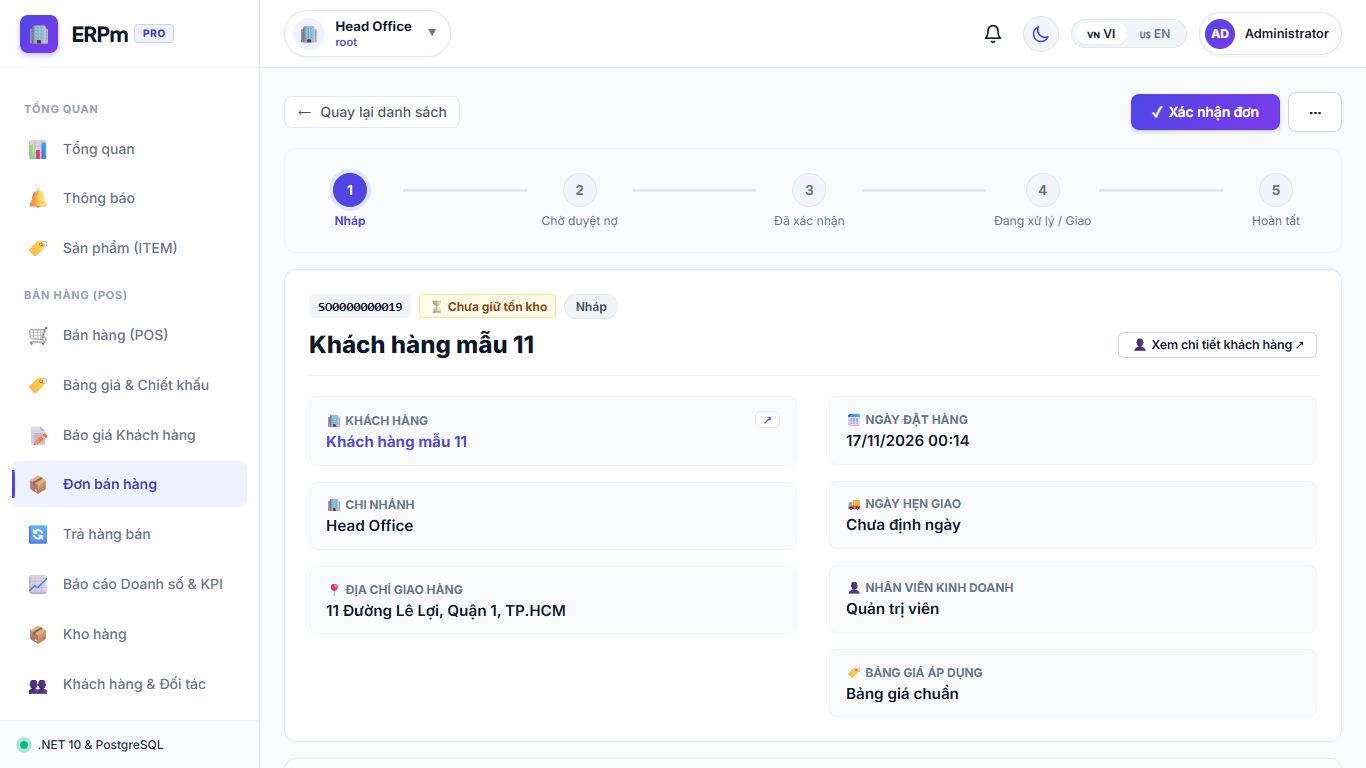 ERPm PRO
Head Office
root
VN VI
US EN
AD
Administrator
TỔNG QUAN
Tổng quan
Thông báo
Sản phẩm (ITEM)
BÁN HÀNG (POS)
Bán hàng (POS)
Bảng giá & Chiết khấu
Báo giá Khách hàng
Đơn bán hàng
Trả hàng bán
Báo cáo Doanh số & KPI
Kho hàng
Khách hàng & Đối tác
.NET 10 & PostgreSQL
← Quay lại danh sách
✓ Xác nhận đơn
...
1
Nháp
2
Chờ duyệt nợ
3
Đã xác nhận
4
Đang xử lý / Giao
5
Hoàn tất
SO0000000019
Chưa giữ tồn kho
Nháp
Khách hàng mẫu 11
Xem chi tiết khách hàng ↗
KHÁCH HÀNG
↗
Khách hàng mẫu 11
CHI NHÁNH
Head Office
ĐỊA CHỈ GIAO HÀNG
11 Đường Lê Lợi, Quận 1, TP.HCM
NGÀY ĐẶT HÀNG
17/11/2026 00:14
NGÀY HẸN GIAO
Chưa định ngày
NHÂN VIÊN KINH DOANH
Quản trị viên
BẢNG GIÁ ÁP DỤNG
Bảng giá chuẩn